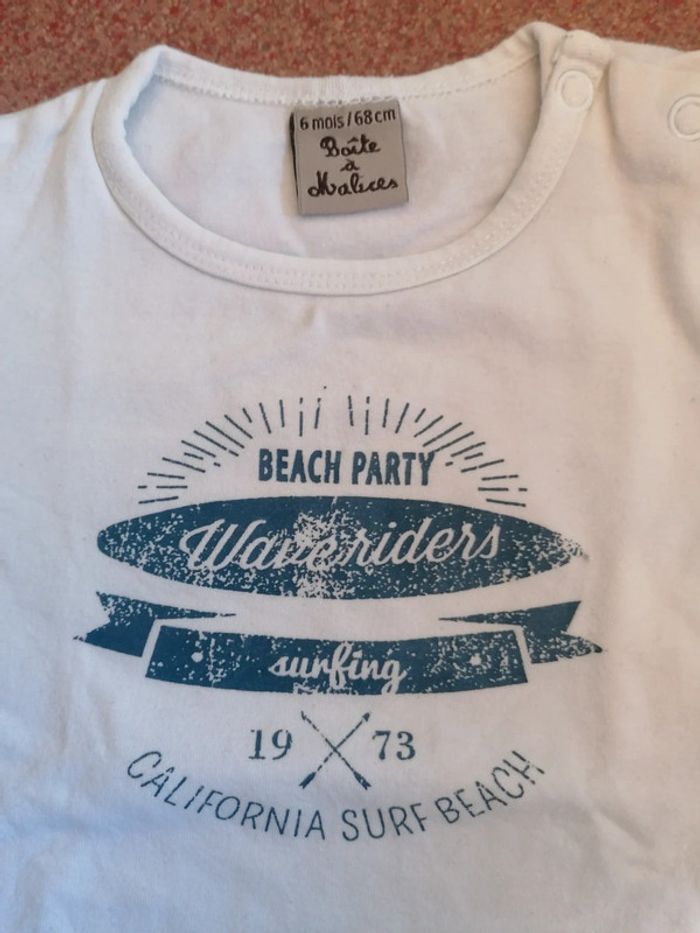 6 mois / 68 cm
Boîte
à
Malices
BEACH PARTY
Waveriders
surfing
19 73
CALIFORNIA SURF BEACH